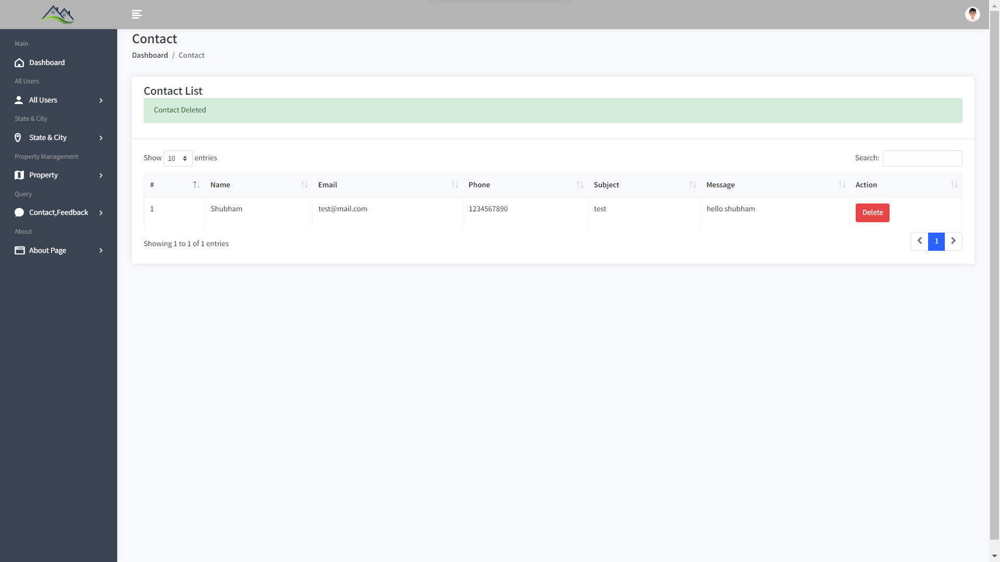 Main
Dashboard
All Users
All Users
State & City
State & City
Property Management
Property
Query
Contact,Feedback
About
About Page
Contact
Dashboard / Contact
Contact List
Contact Deleted
Show 10 entries
Search:
# Name Email Phone Subject Message Action
1 Shubham test@mail.com 1234567890 test hello shubham Delete
Showing 1 to 1 of 1 entries
1